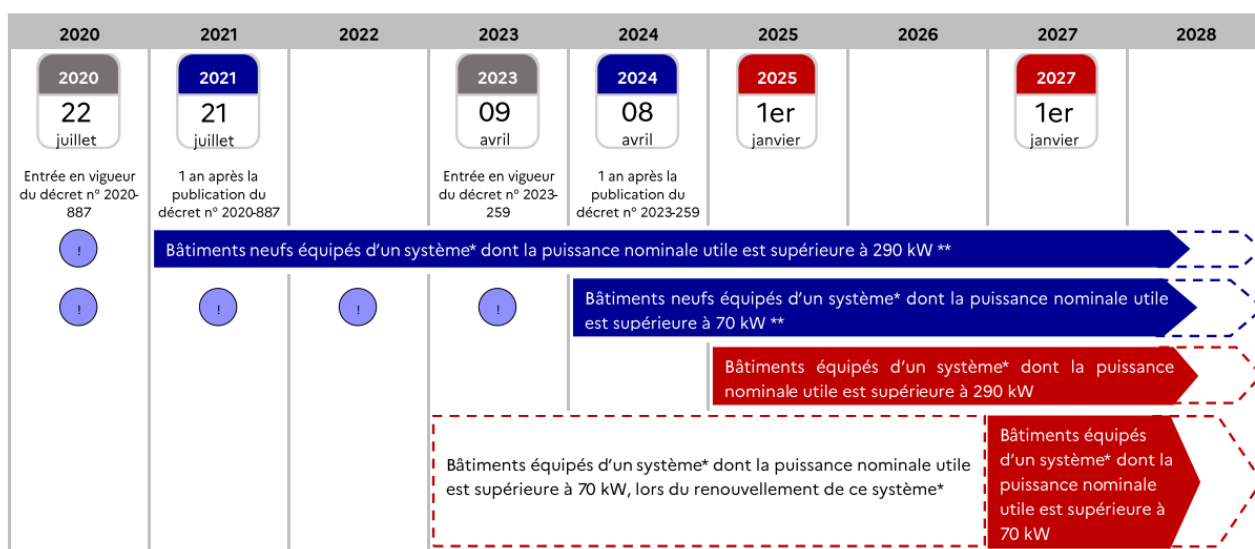 2020 2021 2022 2023 2024 2025 2026 2027 2028
2020
22
juillet
2021
21
juillet
2023
09
avril
2024
08
avril
2025
1er
janvier
2027
1er
janvier
Entrée en vigueur
du décret n° 2020-
887
1 an après la
publication du
décret n° 2020-887
Entrée en vigueur
du décret n° 2023-
259
1 an après la
publication du
décret n° 2023-259
!
Bâtiments neufs équipés d’un système* dont la puissance nominale utile est supérieure à 290 kW **
! ! ! !
Bâtiments neufs équipés d’un système* dont la puissance nominale utile
est supérieure à 70 kW **
Bâtiments équipés d’un système* dont la puissance
nominale utile est supérieure à 290 kW
Bâtiments équipés d’un système* dont la puissance nominale utile
est supérieure à 70 kW, lors du renouvellement de ce système*
Bâtiments équipés
d’un système* dont la
puissance nominale
utile est supérieure à
70 kW